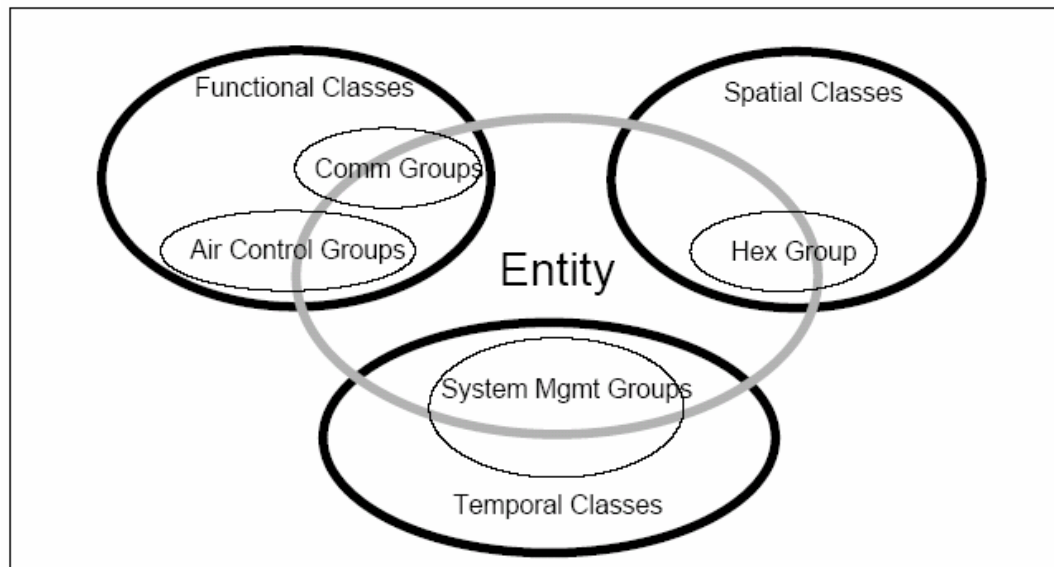 Functional Classes
Spatial Classes
Comm Groups
Air Control Groups
Hex Group
Entity
System Mgmt Groups
Temporal Classes